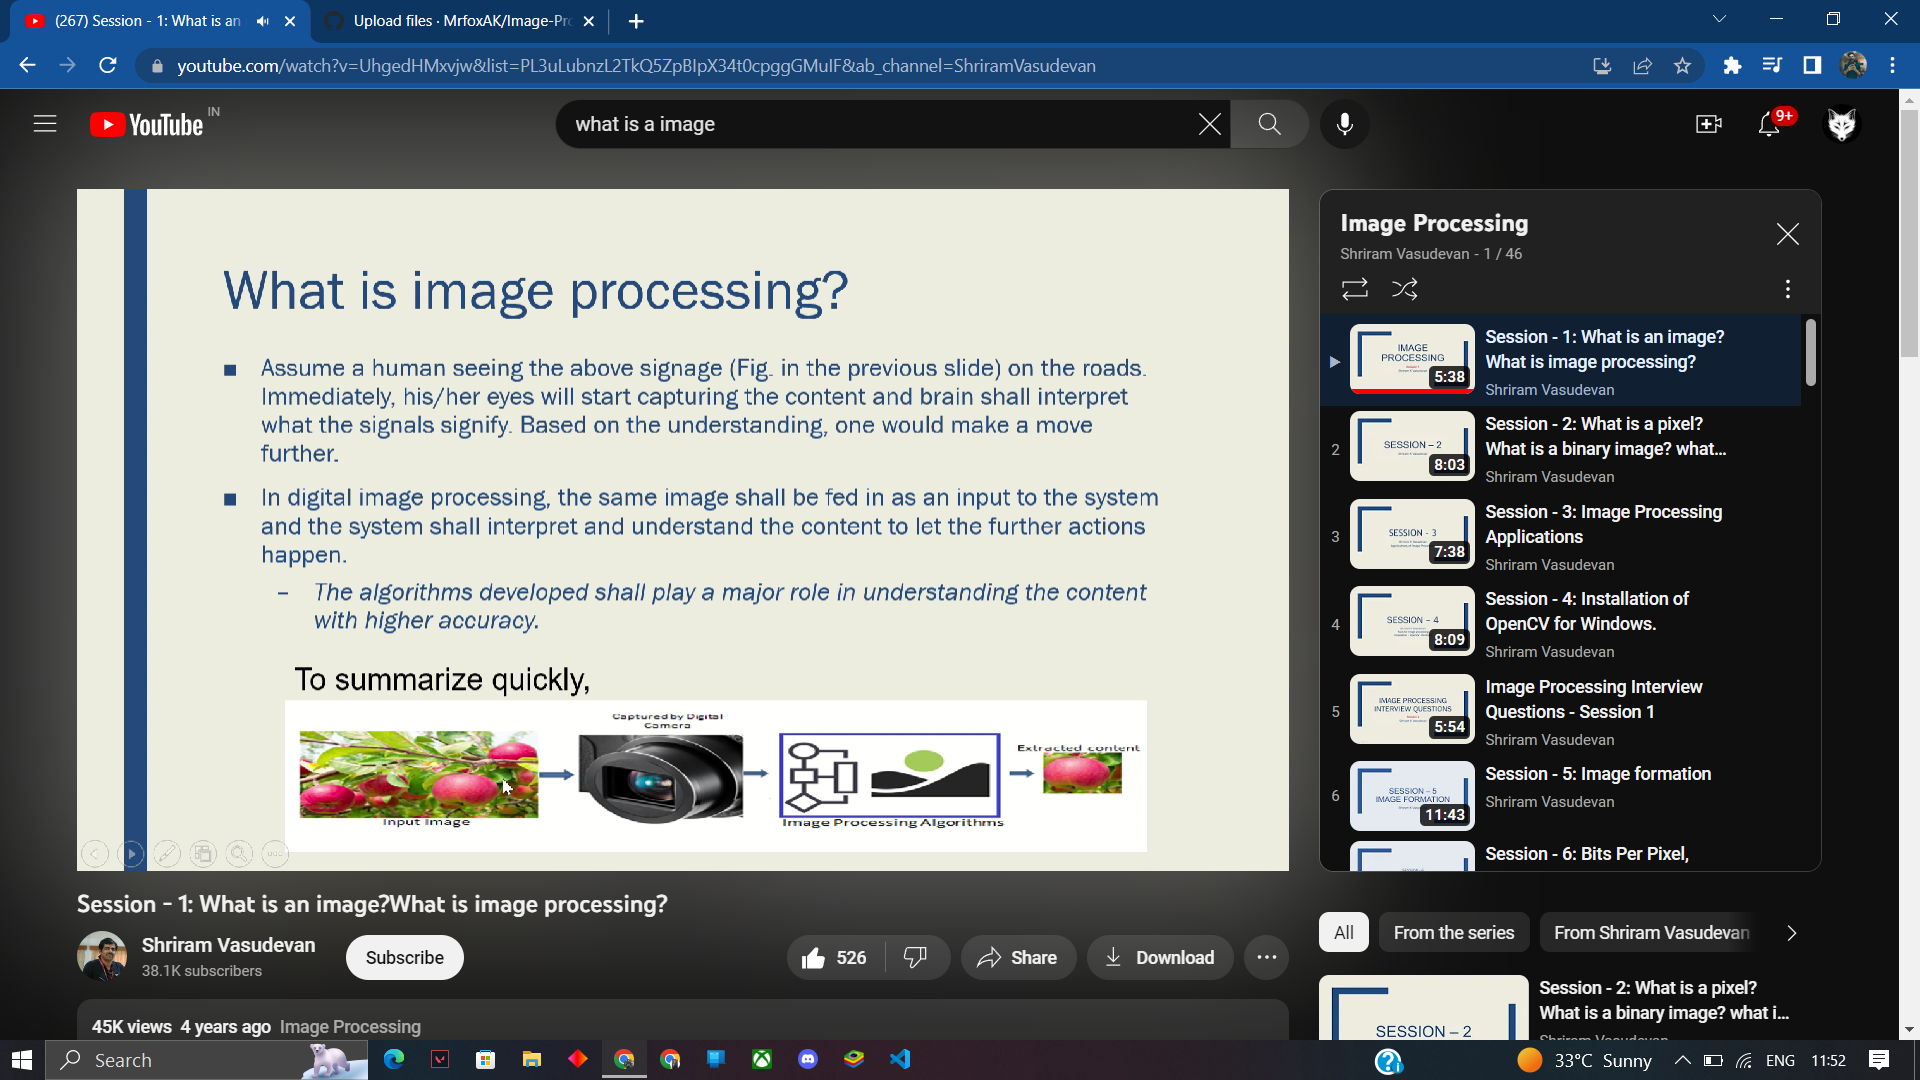 (267) Session - 1: What is an
Upload files · MrfoxAK/Image-Pr
youtube.com/watch?v=UhgedHMxvjw&list=PL3uLubnzL2TkQ5ZpBIpX34t0cpggGMulF&ab_channel=ShriramVasudevan
YouTube IN
what is a image
9+
What is image processing?
Assume a human seeing the above signage (Fig. in the previous slide) on the roads.
Immediately, his/her eyes will start capturing the content and brain shall interpret
what the signals signify. Based on the understanding, one would make a move
further.
In digital image processing, the same image shall be fed in as an input to the system
and the system shall interpret and understand the content to let the further actions
happen.
– The algorithms developed shall play a major role in understanding the content
with higher accuracy.
To summarize quickly,
Captured by Digital
Camera
Extracted content
Input Image
Image Processing Algorithms
Image Processing
Shriram Vasudevan - 1 / 46
IMAGE
PROCESSING
5:38
Session - 1: What is an image?
What is image processing?
Shriram Vasudevan
2
SESSION – 2
8:03
Session - 2: What is a pixel?
What is a binary image? what...
Shriram Vasudevan
3
SESSION - 3
7:38
Session - 3: Image Processing
Applications
Shriram Vasudevan
4
SESSION – 4
8:09
Session - 4: Installation of
OpenCV for Windows.
Shriram Vasudevan
5
IMAGE PROCESSING
INTERVIEW QUESTIONS
5:54
Image Processing Interview
Questions - Session 1
Shriram Vasudevan
6
SESSION – 5
IMAGE FORMATION
11:43
Session - 5: Image formation
Shriram Vasudevan
Session - 6: Bits Per Pixel,
Session - 1: What is an image?What is image processing?
Shriram Vasudevan
38.1K subscribers
Subscribe
526
Share
Download
45K views 4 years ago Image Processing
All
From the series
From Shriram Vasudevan
SESSION – 2
Session - 2: What is a pixel?
What is a binary image? what i...
Shriram Vasudevan
Search
33°C Sunny
ENG
11:52